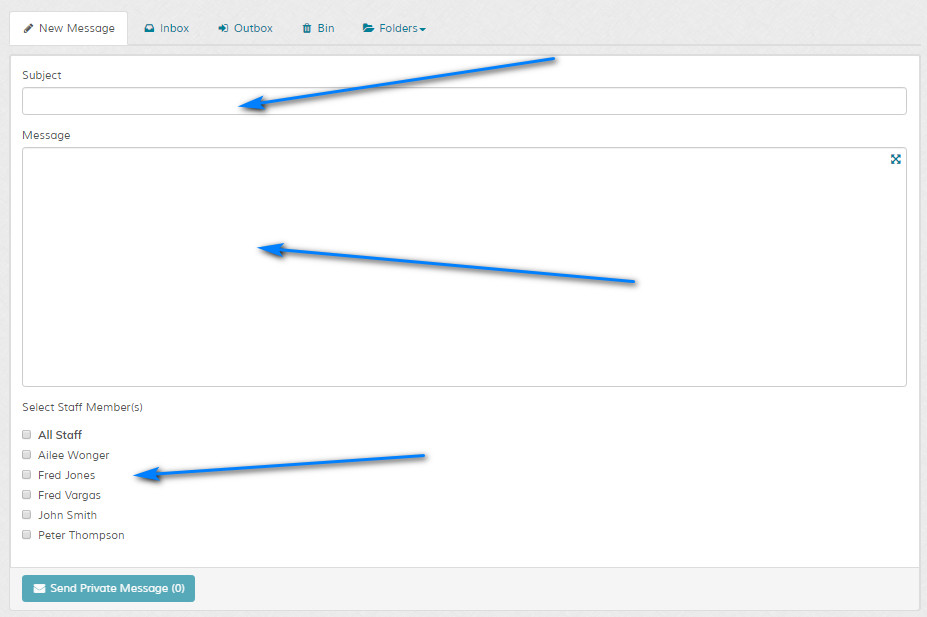 New Message Inbox Outbox Bin Folders
Subject
Message
Select Staff Member(s)
All Staff
Ailee Wonger
Fred Jones
Fred Vargas
John Smith
Peter Thompson
Send Private Message (0)